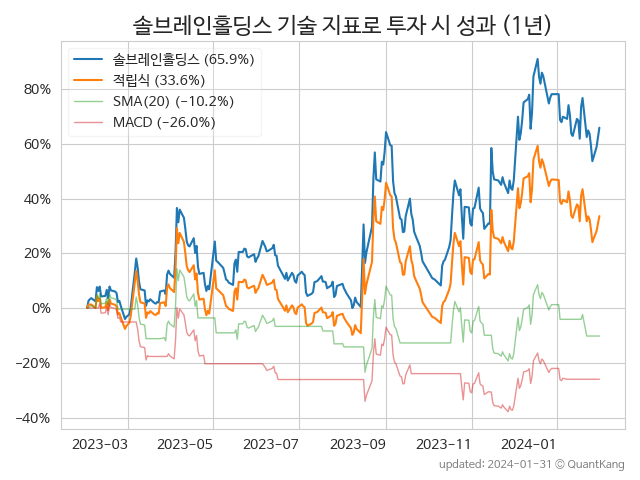 솔브레인홀딩스 기술 지표로 투자 시 성과 (1년)
솔브레인홀딩스 (65.9%)
적립식 (33.6%)
SMA(20) (−10.2%)
MACD (−26.0%)
80%
60%
40%
20%
0%
−20%
−40%
2023-03
2023-05
2023-07
2023-09
2023-11
2024-01
updated: 2024-01-31 © QuantKang